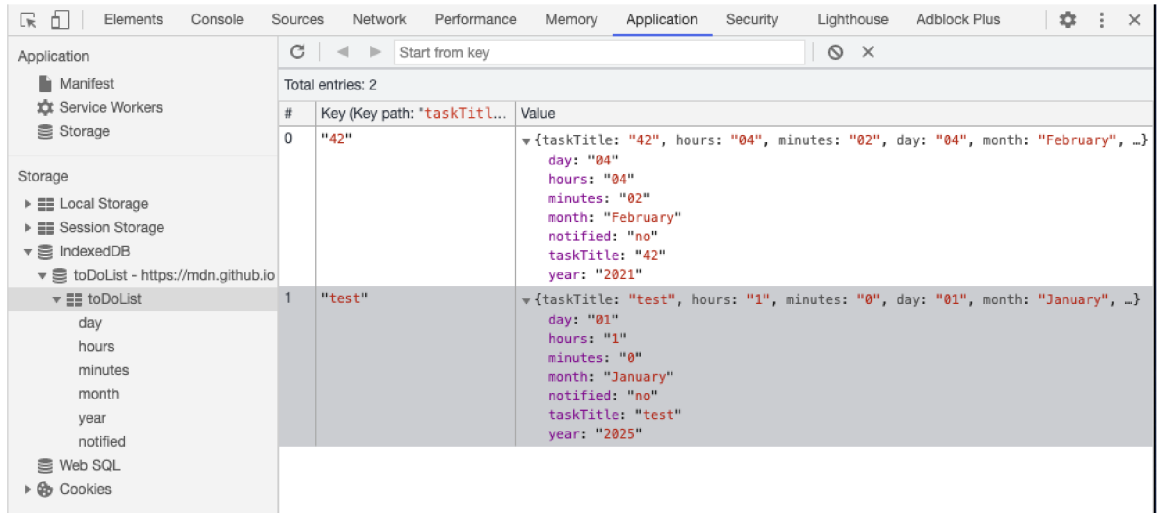 Elements Console Sources Network Performance Memory Application Security Lighthouse Adblock Plus
Application
Manifest
Service Workers
Storage
Storage
Local Storage
Session Storage
IndexedDB
toDoList - https://mdn.github.io
toDoList
day
hours
minutes
month
year
notified
Web SQL
Cookies
Start from key
Total entries: 2
# Key (Key path: "taskTitl... Value
0 "42" {taskTitle: "42", hours: "04", minutes: "02", day: "04", month: "February", …}
day: "04"
hours: "04"
minutes: "02"
month: "February"
notified: "no"
taskTitle: "42"
year: "2021"
1 "test" {taskTitle: "test", hours: "1", minutes: "0", day: "01", month: "January", …}
day: "01"
hours: "1"
minutes: "0"
month: "January"
notified: "no"
taskTitle: "test"
year: "2025"